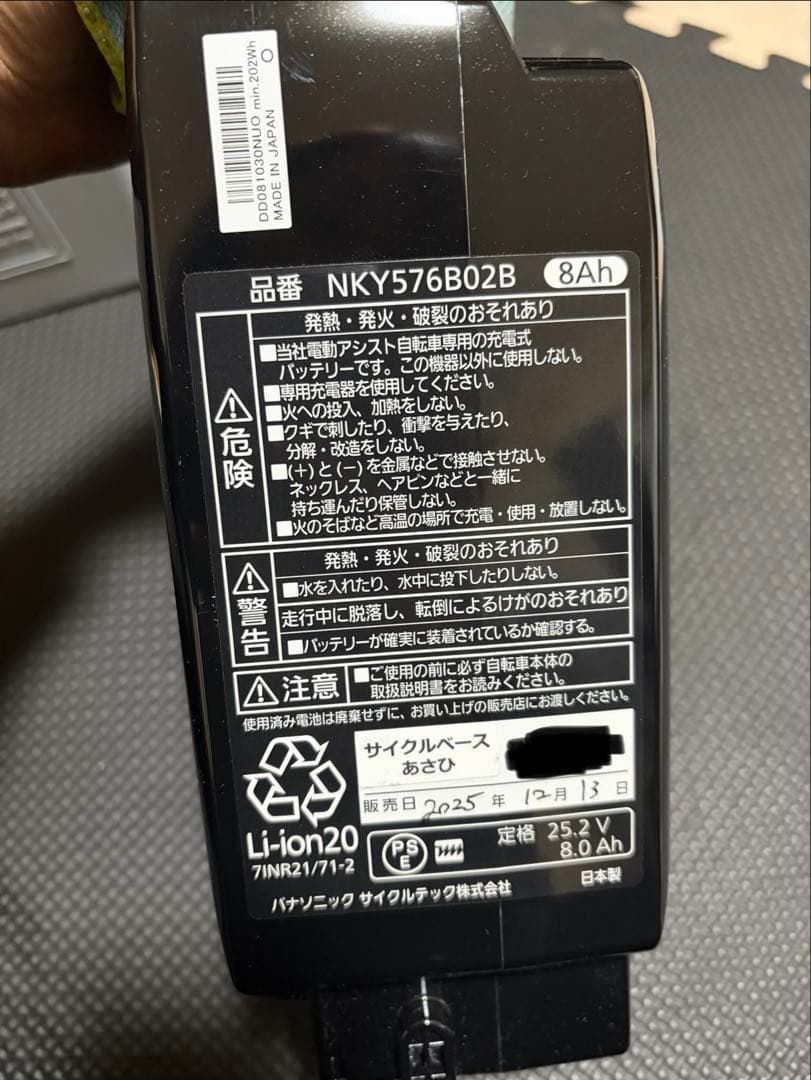 DD081030NUO min.202Wh
MADE IN JAPAN
品番 NKY576B02B 8Ah
危険
発熱・発火・破裂のおそれあり
■当社電動アシスト自転車専用の充電式
バッテリーです。この機器以外に使用しない。
■専用充電器を使用してください。
■火への投入、加熱をしない。
■クギで刺したり、衝撃を与えたり、
分解・改造をしない。
■(+)と(−)を金属などで接触させない。
ネックレス、ヘアピンなどと一緒に
持ち運んだり保管しない。
■火のそばなど高温の場所で充電・使用・放置しない。
警告
発熱・発火・破裂のおそれあり
■水を入れたり、水中に投下したりしない。
走行中に脱落し、転倒によるけがのおそれあり
■バッテリーが確実に装着されているか確認する。
注意
■ご使用の前に必ず自転車本体の
取扱説明書をお読みください。
使用済み電池は廃棄せずに、お買い上げの販売店にお渡しください。
サイクルベース
あさひ
販売日 2025年 12月 13日
Li-ion20
7INR21/71-2
PSE
定格 25.2 V
8.0 Ah
パナソニック サイクルテック株式会社
日本製